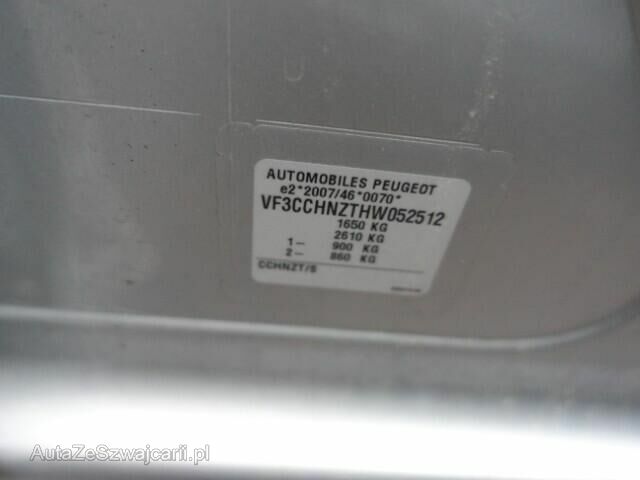 U
AUTOMOBILES PEUGEOT
e2*2007/46*0070*
VF3CCHNZTHW052512
1650 KG
2610 KG
1- 900 KG
2- 860 KG
CCHNZT/S
AutaZeSzwajcarii.pl